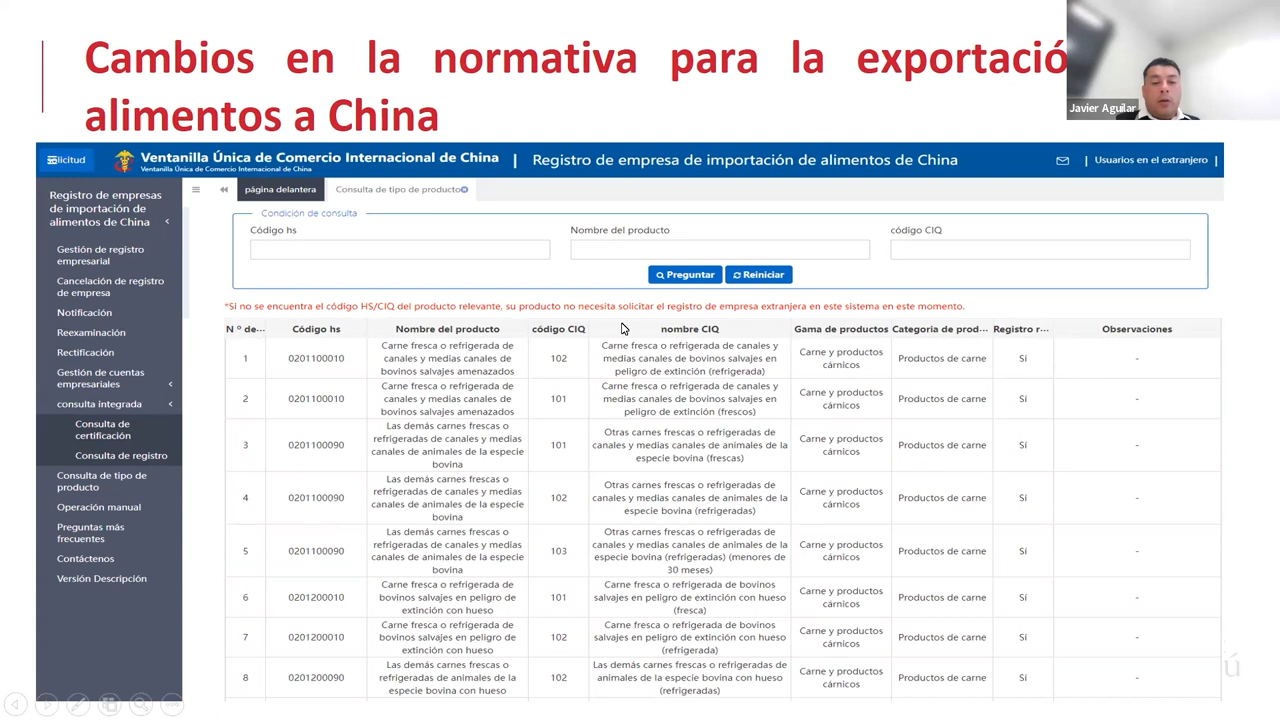 Cambios en la normativa para la exportació
alimentos a China
Javier Aguilar
Solicitud
Ventanilla Única de Comercio Internacional de China | Registro de empresa de importación de alimentos de China
Ventanilla Única de Comercio Internacional de China
| Usuarios en el extranjero |
Registro de empresas
de importación de
alimentos de China
Gestión de registro
empresarial
Cancelación de registro
de empresa
Notificación
Reexaminación
Rectificación
Gestión de cuentas
empresariales
consulta integrada
Consulta de
certificación
Consulta de registro
Consulta de tipo de
producto
Operación manual
Preguntas más
frecuentes
Contáctenos
Versión Descripción
página delantera
Consulta de tipo de producto
Condición de consulta
Código hs
Nombre del producto
código CIQ
Preguntar
Reiniciar
*Si no se encuentra el código HS/CIQ del producto relevante, su producto no necesita solicitar el registro de empresa extranjera en este sistema en este momento.
N º de... Código hs Nombre del producto código CIQ nombre CIQ Gama de productos Categoria de prod... Registro r... Observaciones
1 0201100010 Carne fresca o refrigerada de canales y medias canales de bovinos salvajes amenazados 102 Carne fresca o refrigerada de canales y medias canales de bovinos salvajes en peligro de extinción (refrigerada) Carne y productos cárnicos Productos de carne Sí -
2 0201100010 Carne fresca o refrigerada de canales y medias canales de bovinos salvajes amenazados 101 Carne fresca o refrigerada de canales y medias canales de bovinos salvajes en peligro de extinción (frescos) Carne y productos cárnicos Productos de carne Sí -
3 0201100090 Las demás carnes frescas o refrigeradas de canales y medias canales de animales de la especie bovina 101 Otras carnes frescas o refrigeradas de canales y medias canales de animales de la especie bovina (frescas) Carne y productos cárnicos Productos de carne Sí -
4 0201100090 Las demás carnes frescas o refrigeradas de canales y medias canales de animales de la especie bovina 102 Otras carnes frescas o refrigeradas de canales y medias canales de animales de la especie bovina (refrigeradas) Carne y productos cárnicos Productos de carne Sí -
5 0201100090 Las demás carnes frescas o refrigeradas de canales y medias canales de animales de la especie bovina 103 Otras carnes frescas o refrigeradas de canales y medias canales de animales de la especie bovina (refrigeradas) (menores de 30 meses) Carne y productos cárnicos Productos de carne Sí -
6 0201200010 Carne fresca o refrigerada de bovinos salvajes en peligro de extinción con hueso 101 Carne fresca o refrigerada de bovinos salvajes en peligro de extinción con hueso (fresca) Carne y productos cárnicos Productos de carne Sí -
7 0201200010 Carne fresca o refrigerada de bovinos salvajes en peligro de extinción con hueso 102 Carne fresca o refrigerada de bovinos salvajes en peligro de extinción con hueso (refrigerada) Carne y productos cárnicos Productos de carne Sí -
8 0201200090 Las demás carnes frescas o refrigeradas de animales de la especie bovina con hueso 102 Las demás carnes frescas o refrigeradas de animales de la especie bovina con hueso (refrigeradas) Carne y productos cárnicos Productos de carne Sí -
ú